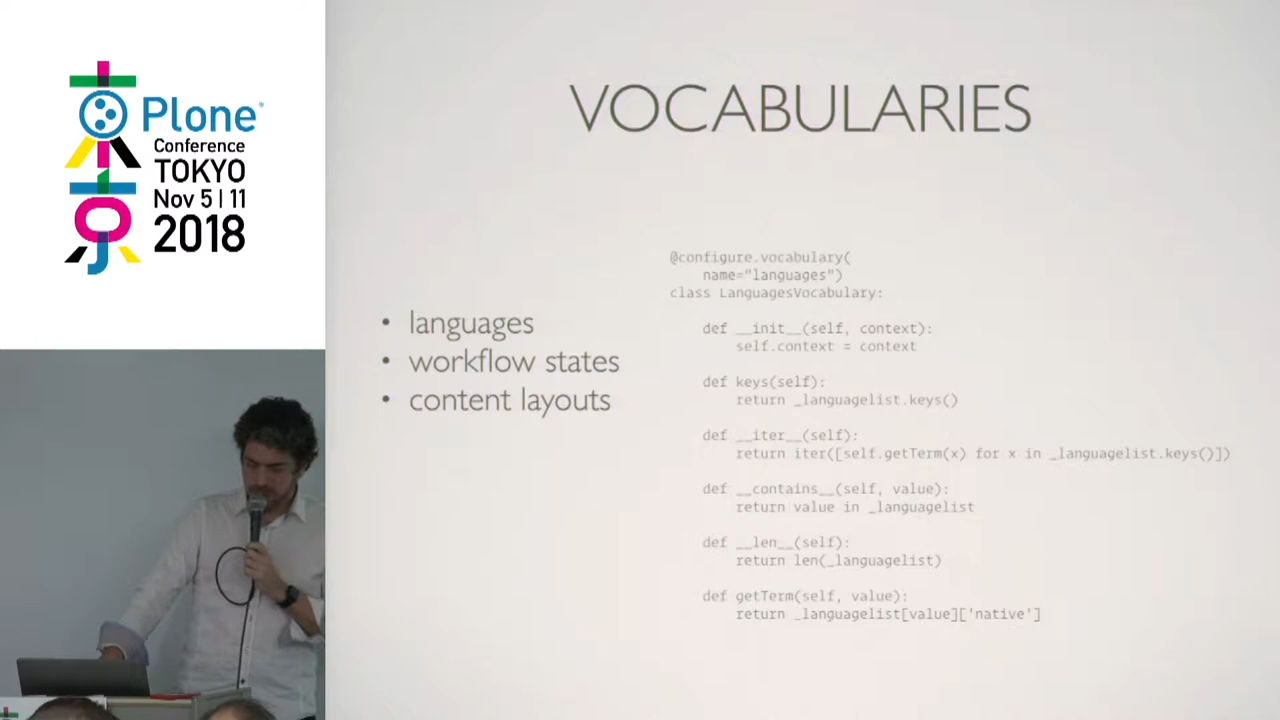 Plone®
Conference
TOKYO
Nov 5 | 11
2018
VOCABULARIES
• languages
• workflow states
• content layouts
@configure.vocabulary(
    name="languages")
class LanguagesVocabulary:
    def __init__(self, context):
        self.context = context
    def keys(self):
        return _languagelist.keys()
    def __iter__(self):
        return iter([self.getTerm(x) for x in _languagelist.keys()])
    def __contains__(self, value):
        return value in _languagelist
    def __len__(self):
        return len(_languagelist)
    def getTerm(self, value):
        return _languagelist[value]['native']